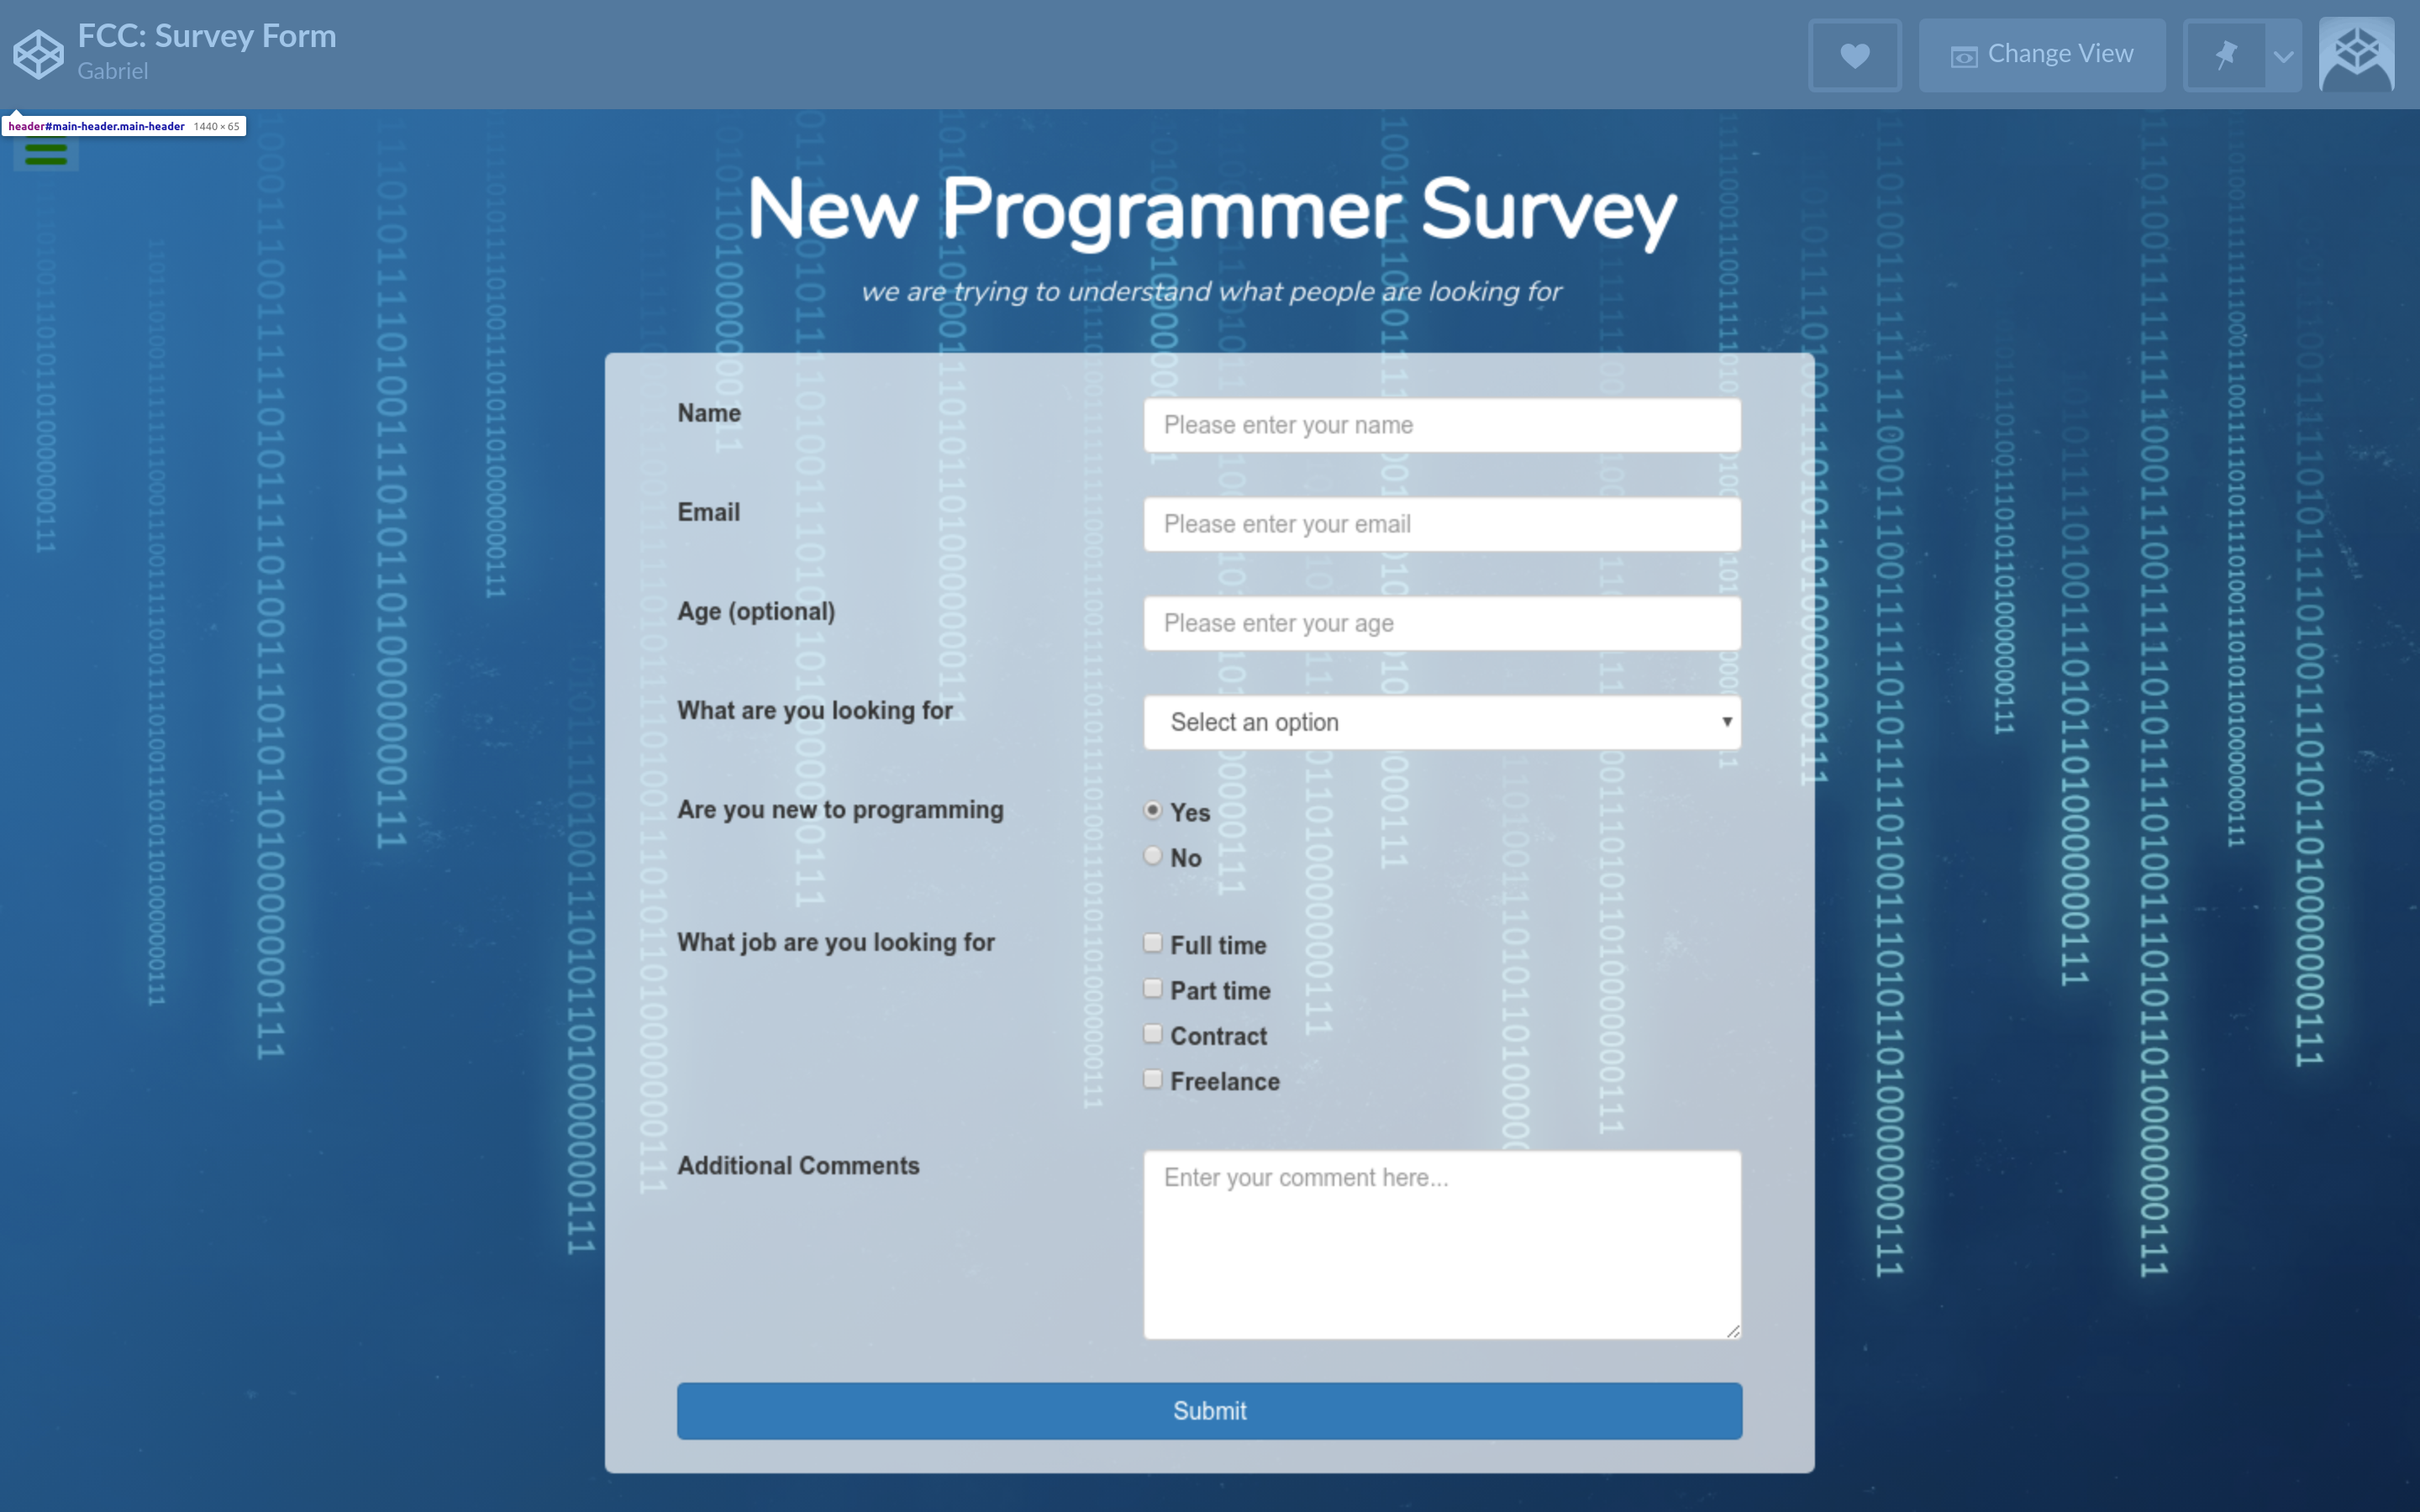 FCC: Survey Form
Gabriel
Change View
header#main-header.main-header 1440 × 65
New Programmer Survey
we are trying to understand what people are looking for
Name
Please enter your name
Email
Please enter your email
Age (optional)
Please enter your age
What are you looking for
Select an option
Are you new to programming
Yes
No
What job are you looking for
Full time
Part time
Contract
Freelance
Additional Comments
Enter your comment here...
Submit